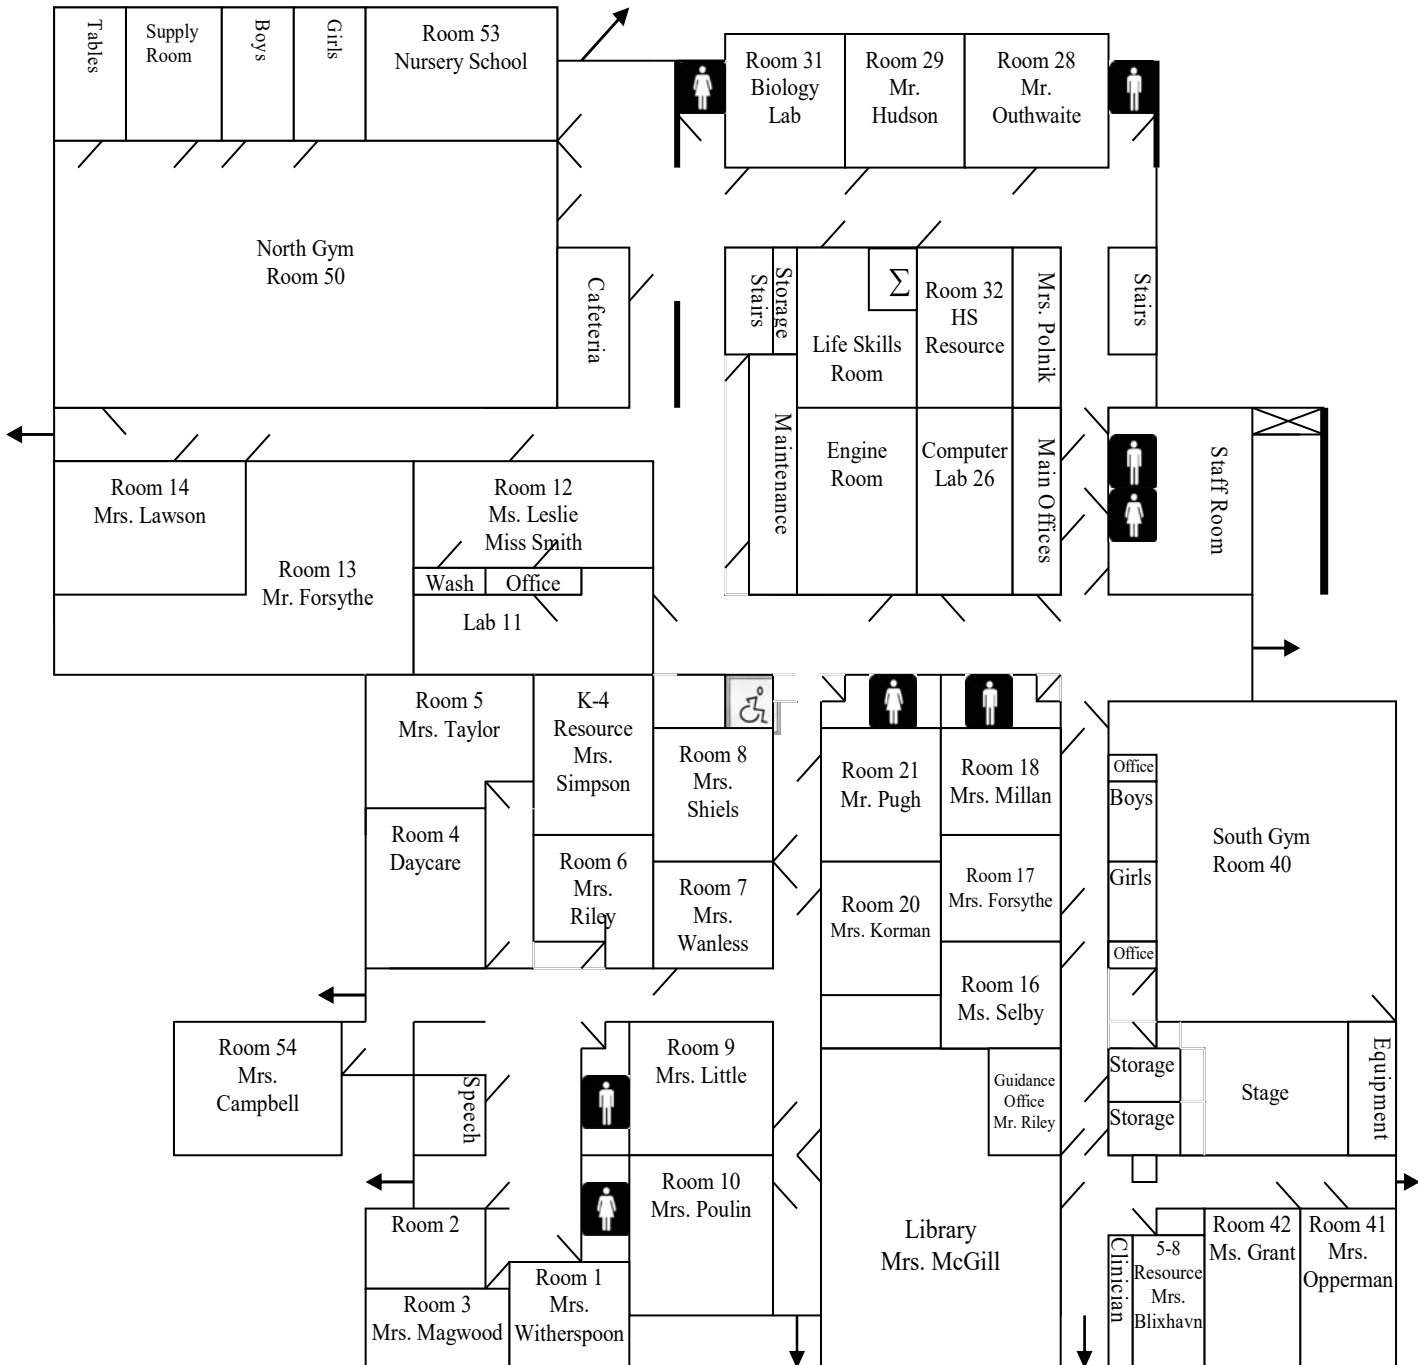 Tables
Supply
Room
Boys
Girls
Room 53
Nursery School
Room 31
Biology
Lab
Room 29
Mr.
Hudson
Room 28
Mr.
Outhwaite
North Gym
Room 50
Cafeteria
Stairs
Storage
Σ
Life Skills
Room
Room 32
HS
Resource
Mrs. Polnik
Stairs
Maintenance
Engine
Room
Computer
Lab 26
Main Offices
Staff Room
Room 14
Mrs. Lawson
Room 13
Mr. Forsythe
Room 12
Ms. Leslie
Miss Smith
Wash
Office
Lab 11
Room 5
Mrs. Taylor
K-4
Resource
Mrs.
Simpson
Room 8
Mrs.
Shiels
Room 21
Mr. Pugh
Room 18
Mrs. Millan
Office
Boys
Girls
Office
South Gym
Room 40
Room 4
Daycare
Room 6
Mrs.
Riley
Room 7
Mrs.
Wanless
Room 20
Mrs. Korman
Room 17
Mrs. Forsythe
Room 16
Ms. Selby
Room 54
Mrs.
Campbell
Speech
Room 9
Mrs. Little
Guidance
Office
Mr. Riley
Storage
Storage
Stage
Equipment
Room 10
Mrs. Poulin
Library
Mrs. McGill
Room 2
Room 3
Mrs. Magwood
Room 1
Mrs.
Witherspoon
Clinician
5-8
Resource
Mrs.
Blixhavn
Room 42
Ms. Grant
Room 41
Mrs.
Opperman